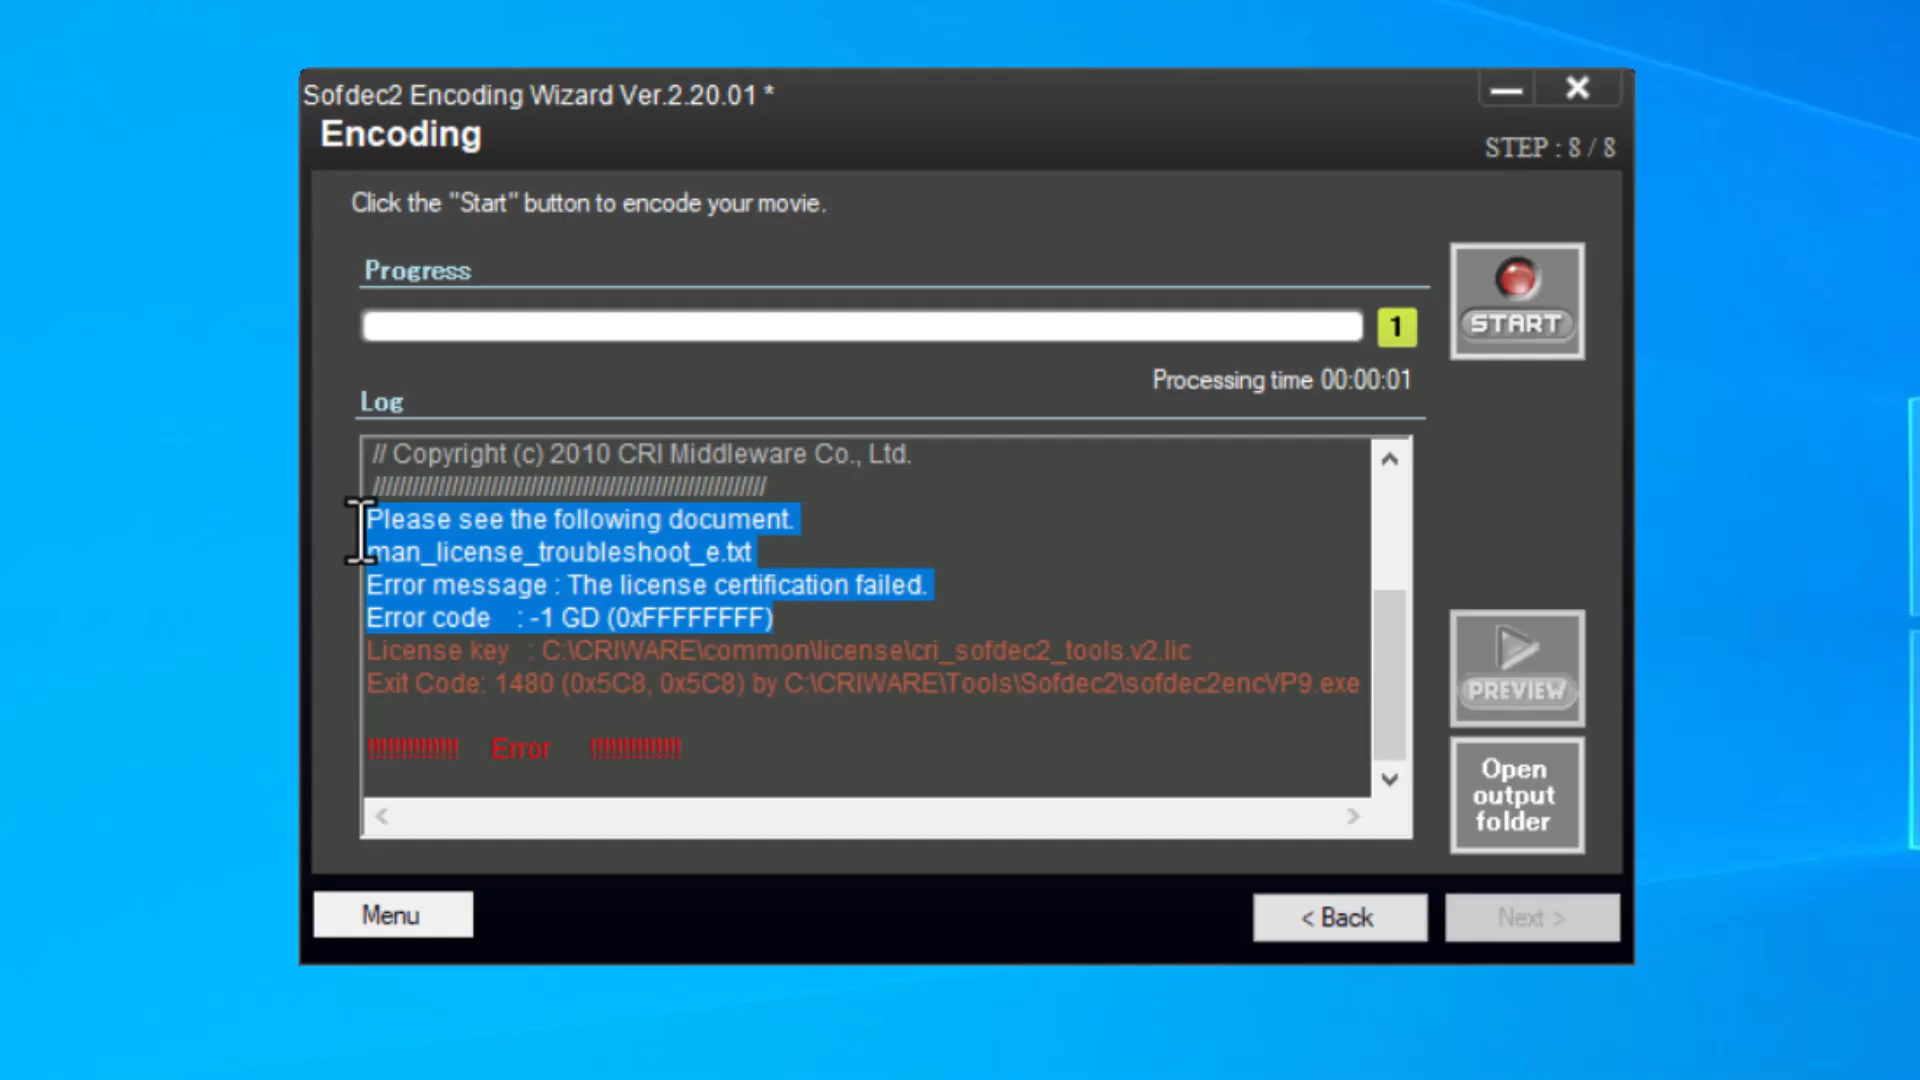 Sofdec2 Encoding Wizard Ver.2.20.01 *
Encoding
STEP : 8 / 8
Click the "Start" button to encode your movie.
Progress
1
START
Processing time 00:00:01
Log
// Copyright (c) 2010 CRI Middleware Co., Ltd.
////////////////////////////////////////////////////////////
Please see the following document.
man_license_troubleshoot_e.txt
Error message : The license certification failed.
Error code : -1 GD (0xFFFFFFFF)
License key : C:\CRIWARE\common\license\cri_sofdec2_tools.v2.lic
Exit Code: 1480 (0x5C8, 0x5C8) by C:\CRIWARE\Tools\Sofdec2\sofdec2encVP9.exe
!!!!!!!!!!!!!!! Error !!!!!!!!!!!!!!!
PREVIEW
Open
output
folder
Menu
< Back
Next >